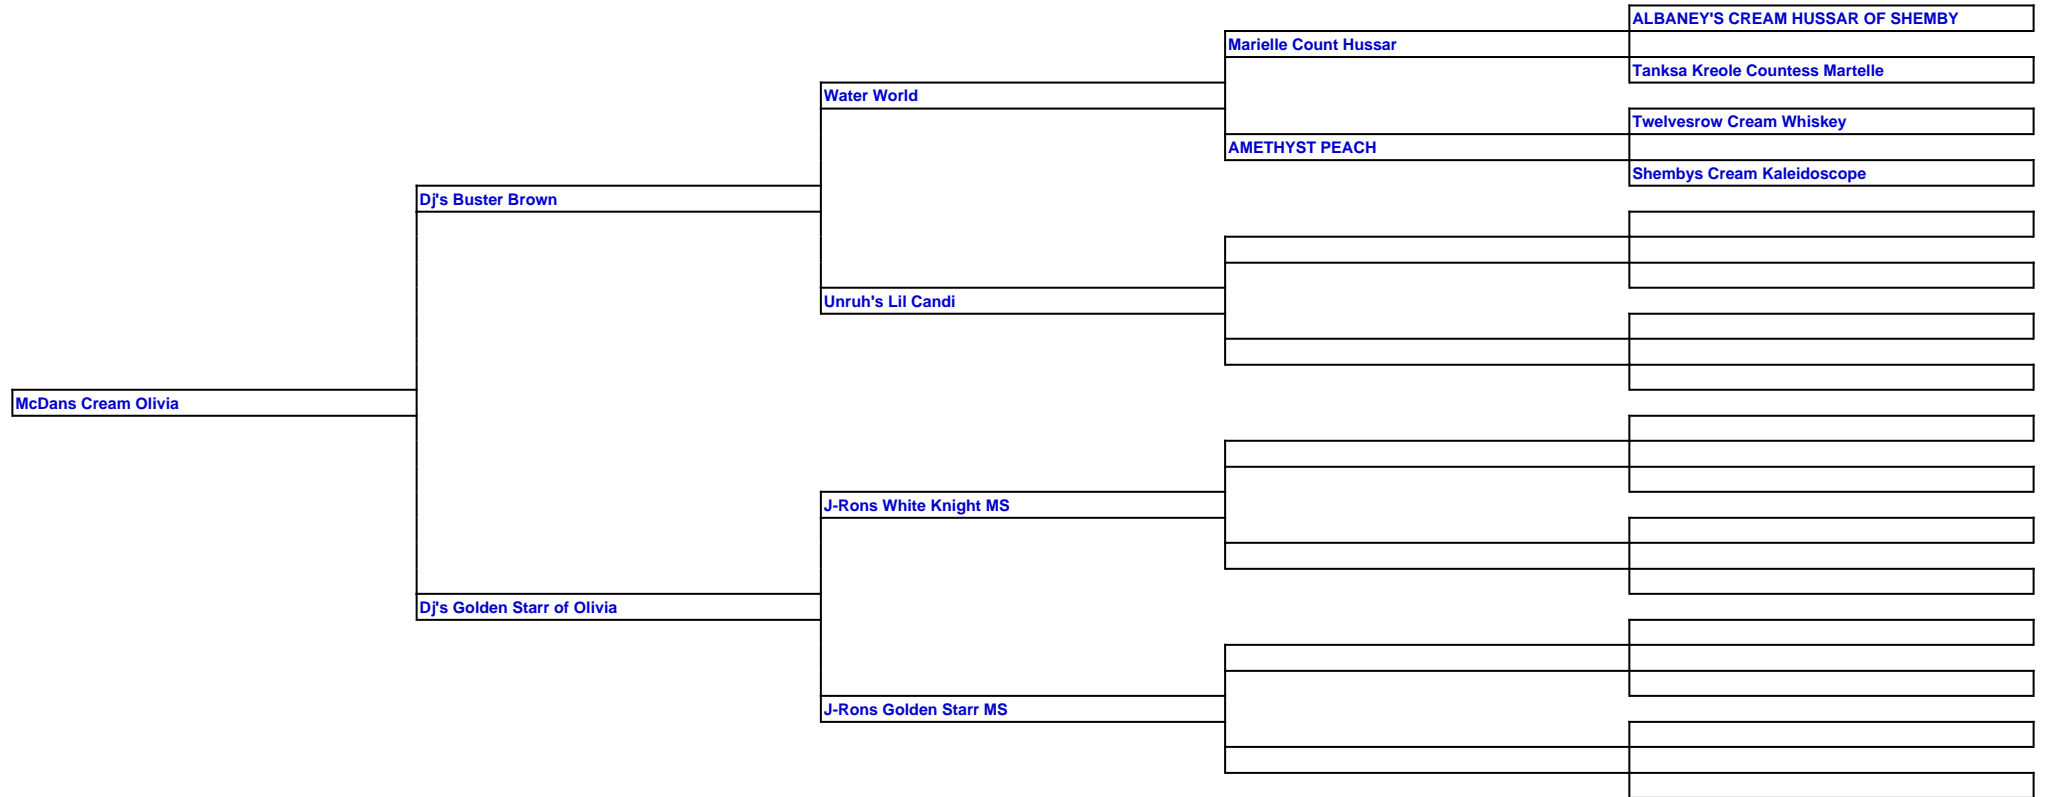 ALBANEY'S CREAM HUSSAR OF SHEMBY
Marielle Count Hussar
Tanksa Kreole Countess Martelle
Water World
Twelvesrow Cream Whiskey
AMETHYST PEACH
Shembys Cream Kaleidoscope
Dj's Buster Brown
Unruh's Lil Candi
McDans Cream Olivia
J-Rons White Knight MS
Dj's Golden Starr of Olivia
J-Rons Golden Starr MS